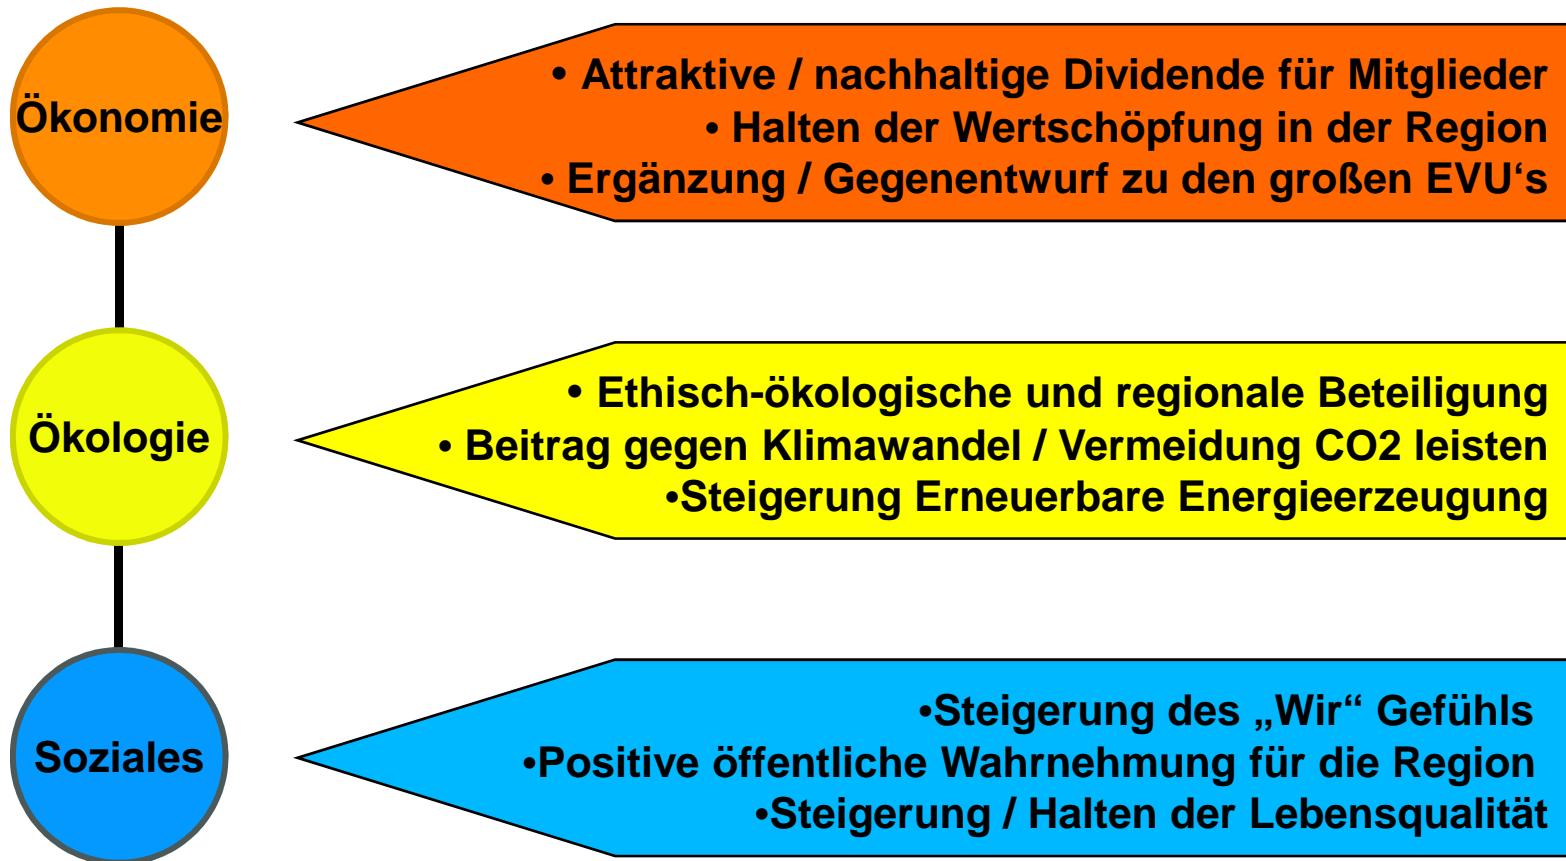 Ökonomie
• Attraktive / nachhaltige Dividende für Mitglieder
• Halten der Wertschöpfung in der Region
• Ergänzung / Gegenentwurf zu den großen EVU‘s
Ökologie
• Ethisch-ökologische und regionale Beteiligung
• Beitrag gegen Klimawandel / Vermeidung CO2 leisten
•Steigerung Erneuerbare Energieerzeugung
Soziales
•Steigerung des „Wir“ Gefühls
•Positive öffentliche Wahrnehmung für die Region
•Steigerung / Halten der Lebensqualität